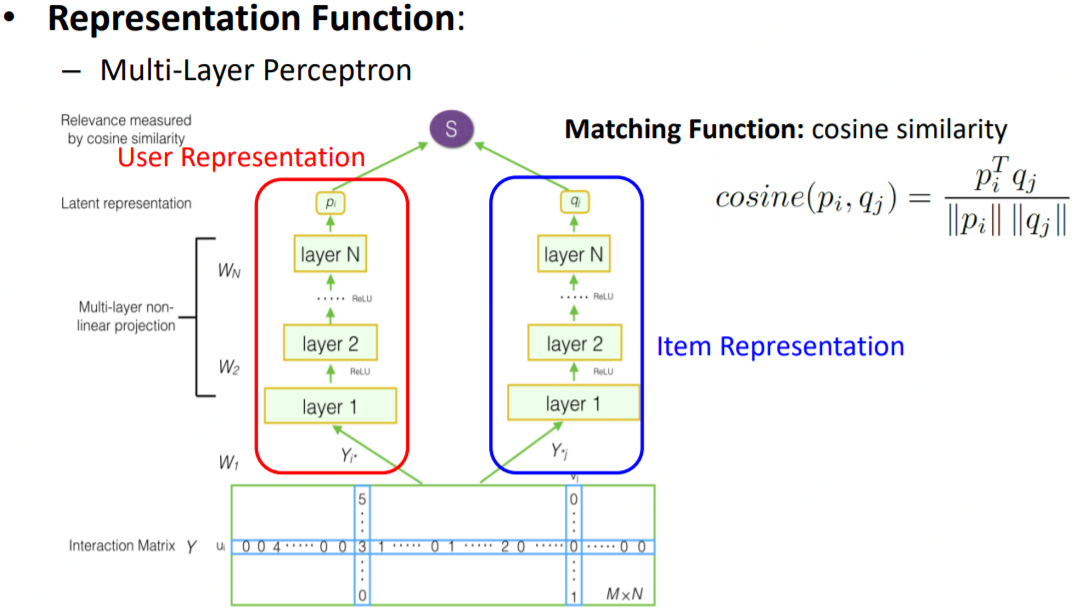 • Representation Function:
– Multi-Layer Perceptron
Relevance measured
by cosine similarity
S
Matching Function: cosine similarity
User Representation
cosine(p_i, q_j) = p_i^T q_j / ‖p_i‖ ‖q_j‖
Latent representation
p_i
q_j
layer N
layer N
W_N
..... ReLU
..... ReLU
Multi-layer non-
linear projection
layer 2
layer 2
Item Representation
W_2
ReLU
ReLU
layer 1
layer 1
Y_i*
Y_*j
W_1
v_j
5
0
Interaction Matrix Y u_i 0 0 4 ····· 0 0 3 1 ····· 0 1 ····· 2 0 ····· 0 ····· 0 0
0
1
M×N